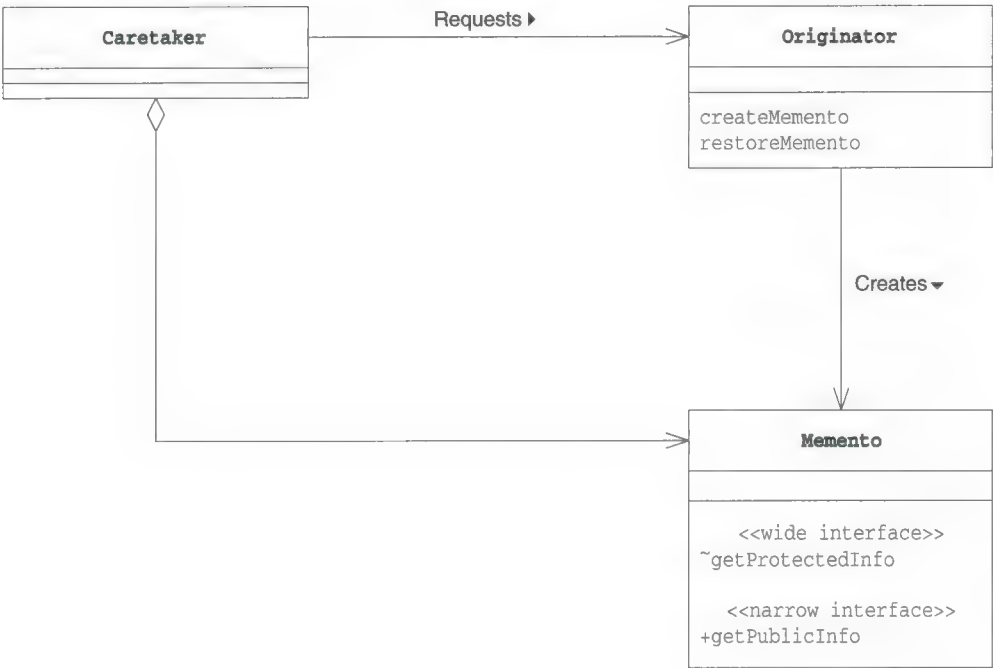 Requests
Caretaker
Originator
createMemento
restoreMemento
Creates
Memento
<<wide interface>>
~getProtectedInfo
<<narrow interface>>
+getPublicInfo